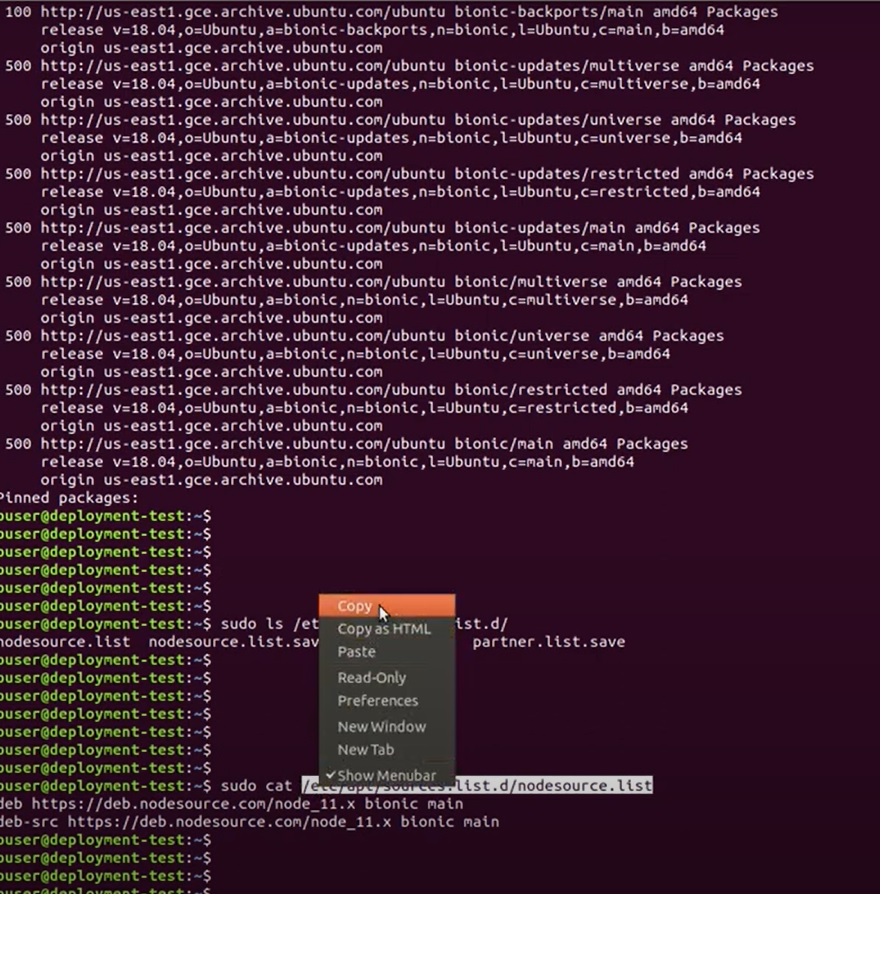 100 http://us-east1.gce.archive.ubuntu.com/ubuntu bionic-backports/main amd64 Packages
release v=18.04,o=Ubuntu,a=bionic-backports,n=bionic,l=Ubuntu,c=main,b=amd64
origin us-east1.gce.archive.ubuntu.com
500 http://us-east1.gce.archive.ubuntu.com/ubuntu bionic-updates/multiverse amd64 Packages
release v=18.04,o=Ubuntu,a=bionic-updates,n=bionic,l=Ubuntu,c=multiverse,b=amd64
origin us-east1.gce.archive.ubuntu.com
500 http://us-east1.gce.archive.ubuntu.com/ubuntu bionic-updates/universe amd64 Packages
release v=18.04,o=Ubuntu,a=bionic-updates,n=bionic,l=Ubuntu,c=universe,b=amd64
origin us-east1.gce.archive.ubuntu.com
500 http://us-east1.gce.archive.ubuntu.com/ubuntu bionic-updates/restricted amd64 Packages
release v=18.04,o=Ubuntu,a=bionic-updates,n=bionic,l=Ubuntu,c=restricted,b=amd64
origin us-east1.gce.archive.ubuntu.com
500 http://us-east1.gce.archive.ubuntu.com/ubuntu bionic-updates/main amd64 Packages
release v=18.04,o=Ubuntu,a=bionic-updates,n=bionic,l=Ubuntu,c=main,b=amd64
origin us-east1.gce.archive.ubuntu.com
500 http://us-east1.gce.archive.ubuntu.com/ubuntu bionic/multiverse amd64 Packages
release v=18.04,o=Ubuntu,a=bionic,n=bionic,l=Ubuntu,c=multiverse,b=amd64
origin us-east1.gce.archive.ubuntu.com
500 http://us-east1.gce.archive.ubuntu.com/ubuntu bionic/universe amd64 Packages
release v=18.04,o=Ubuntu,a=bionic,n=bionic,l=Ubuntu,c=universe,b=amd64
origin us-east1.gce.archive.ubuntu.com
500 http://us-east1.gce.archive.ubuntu.com/ubuntu bionic/restricted amd64 Packages
release v=18.04,o=Ubuntu,a=bionic,n=bionic,l=Ubuntu,c=restricted,b=amd64
origin us-east1.gce.archive.ubuntu.com
500 http://us-east1.gce.archive.ubuntu.com/ubuntu bionic/main amd64 Packages
release v=18.04,o=Ubuntu,a=bionic,n=bionic,l=Ubuntu,c=main,b=amd64
origin us-east1.gce.archive.ubuntu.com
Pinned packages:
ouser@deployment-test:~$
ouser@deployment-test:~$
ouser@deployment-test:~$
ouser@deployment-test:~$
ouser@deployment-test:~$
ouser@deployment-test:~$
ouser@deployment-test:~$ sudo ls /et ist.d/
nodesource.list nodesource.list.sav partner.list.save
ouser@deployment-test:~$
ouser@deployment-test:~$
ouser@deployment-test:~$
ouser@deployment-test:~$
ouser@deployment-test:~$
ouser@deployment-test:~$
ouser@deployment-test:~$
ouser@deployment-test:~$ sudo cat /etc/apt/sources.list.d/nodesource.list
deb https://deb.nodesource.com/node_11.x bionic main
deb-src https://deb.nodesource.com/node_11.x bionic main
ouser@deployment-test:~$
ouser@deployment-test:~$
ouser@deployment-test:~$
ouser@deployment-test:~$
Copy
Copy as HTML
Paste
Read-Only
Preferences
New Window
New Tab
Show Menubar